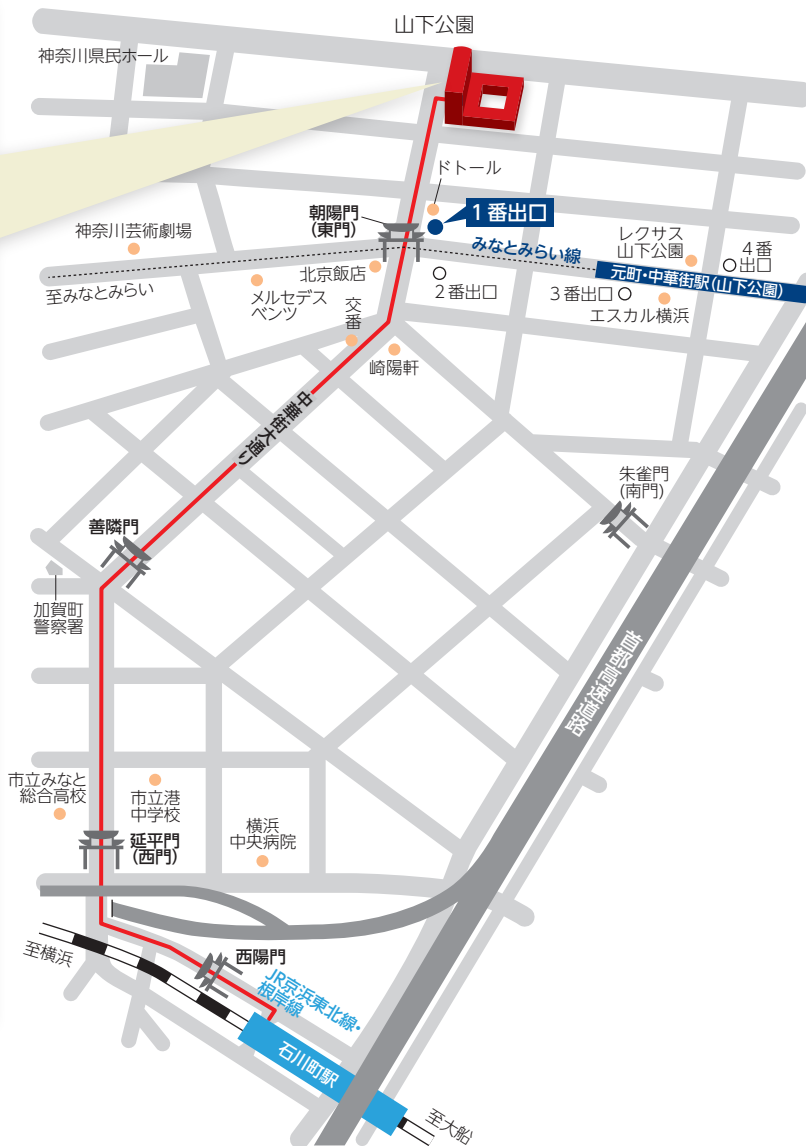 山下公園
神奈川県民ホール
ドトール
1番出口
朝陽門
(東門)
神奈川芸術劇場
みなとみらい線
レクサス
山下公園
4番
出口
至みなとみらい
北京飯店
メルセデス
ベンツ
2番出口
3番出口
元町・中華街駅(山下公園)
エスカル横浜
交番
崎陽軒
中華街大通り
朱雀門
(南門)
善隣門
加賀町
警察署
首都高速道路
市立みなと
総合高校
市立港
中学校
延平門
(西門)
横浜
中央病院
西陽門
至横浜
JR京浜東北線・
根岸線
石川町駅
至大船